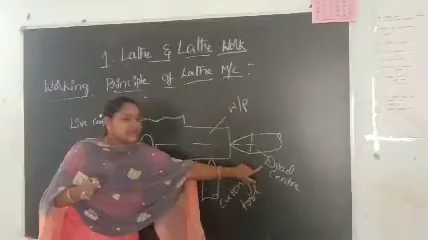 1. Lathe & Lathe Work
Working Principle of Lathe M/c :-
Live
W/P
Dead
Centre
Cutting
tool